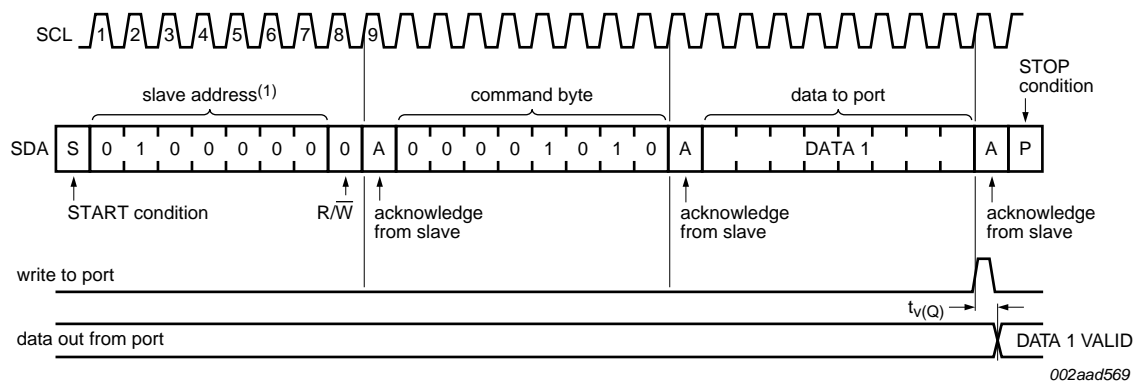 SCL 1 2 3 4 5 6 7 8 9
STOP
condition
slave address(1) command byte data to port
SDA S 0 1 0 0 0 0 0 0 A 0 0 0 0 1 0 1 0 A DATA 1 A P
START condition R/W̅ acknowledge
from slave
acknowledge
from slave
acknowledge
from slave
write to port
tv(Q)
data out from port DATA 1 VALID
002aad569